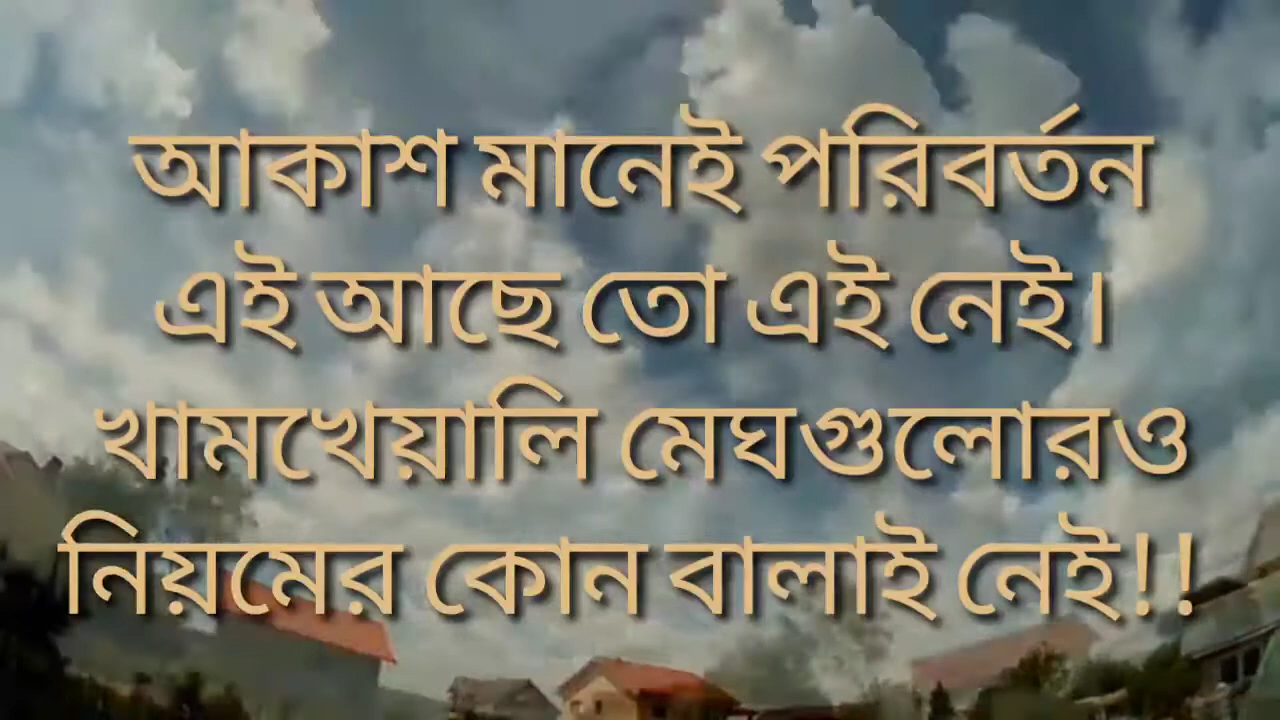 আকাশ মানেই পরিবর্তন
এই আছে তো এই নেই।
খামখেয়ালি মেঘগুলোরও
নিয়মের কোন বালাই নেই!!